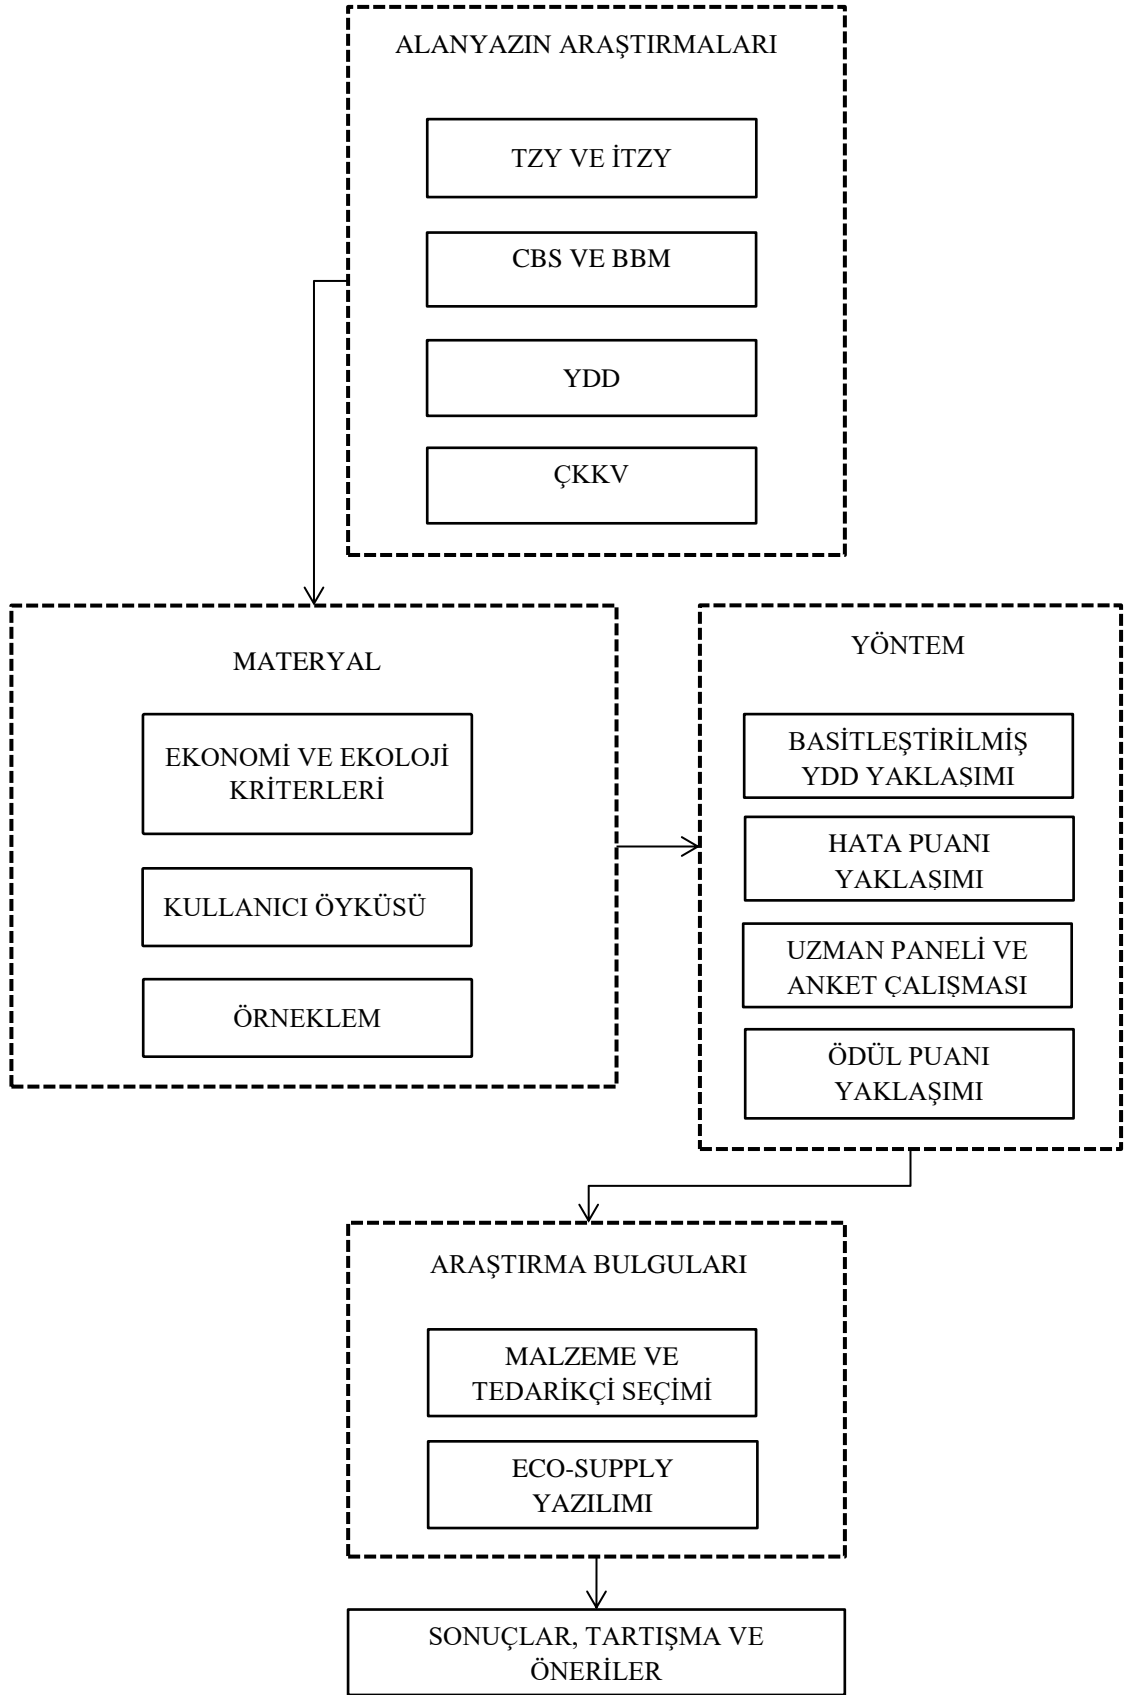 ALANYAZIN ARAŞTIRMALARI
TZY VE İTZY
CBS VE BBM
YDD
ÇKKV
MATERYAL
EKONOMİ VE EKOLOJİ
KRİTERLERİ
KULLANICI ÖYKÜSÜ
ÖRNEKLEM
YÖNTEM
BASİTLEŞTİRİLMİŞ
YDD YAKLAŞIMI
HATA PUANI
YAKLAŞIMI
UZMAN PANELİ VE
ANKET ÇALIŞMASI
ÖDÜL PUANI
YAKLAŞIMI
ARAŞTIRMA BULGULARI
MALZEME VE
TEDARİKÇİ SEÇİMİ
ECO-SUPPLY
YAZILIMI
SONUÇLAR, TARTIŞMA VE
ÖNERİLER